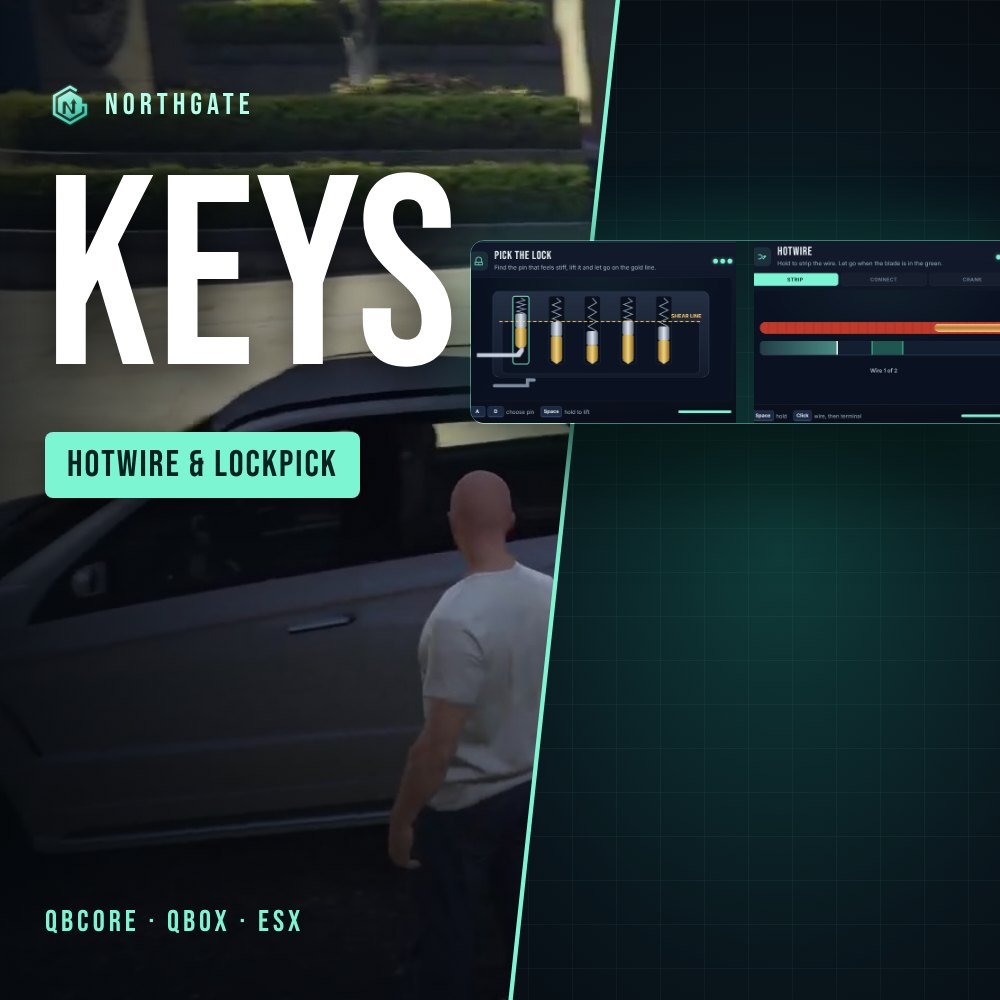 NORTHGATE
KEYS
PICK THE LOCK
Find the pin that feels stiff, lift it and let go on the gold line.
SHEAR LINE
A D choose pin Space hold to lift
HOTWIRE
Hold to strip the wire. Let go when the blade is in the green.
STRIP CONNECT CRANK
Wire 1 of 2
Space hold Click wire, then terminal
HOTWIRE & LOCKPICK
QBCORE · QBOX · ESX